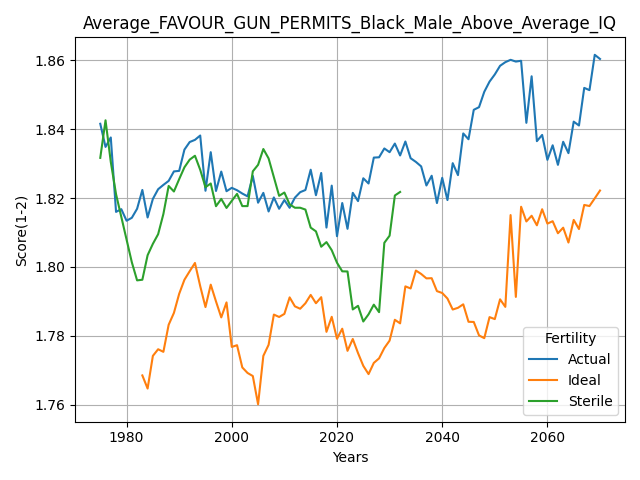 Average_FAVOUR_GUN_PERMITS_Black_Male_Above_Average_IQ
1.86
1.84
1.82
1.80
1.78
1.76
Score(1-2)
1980
2000
2020
2040
2060
Years
Fertility
Actual
Ideal
Sterile